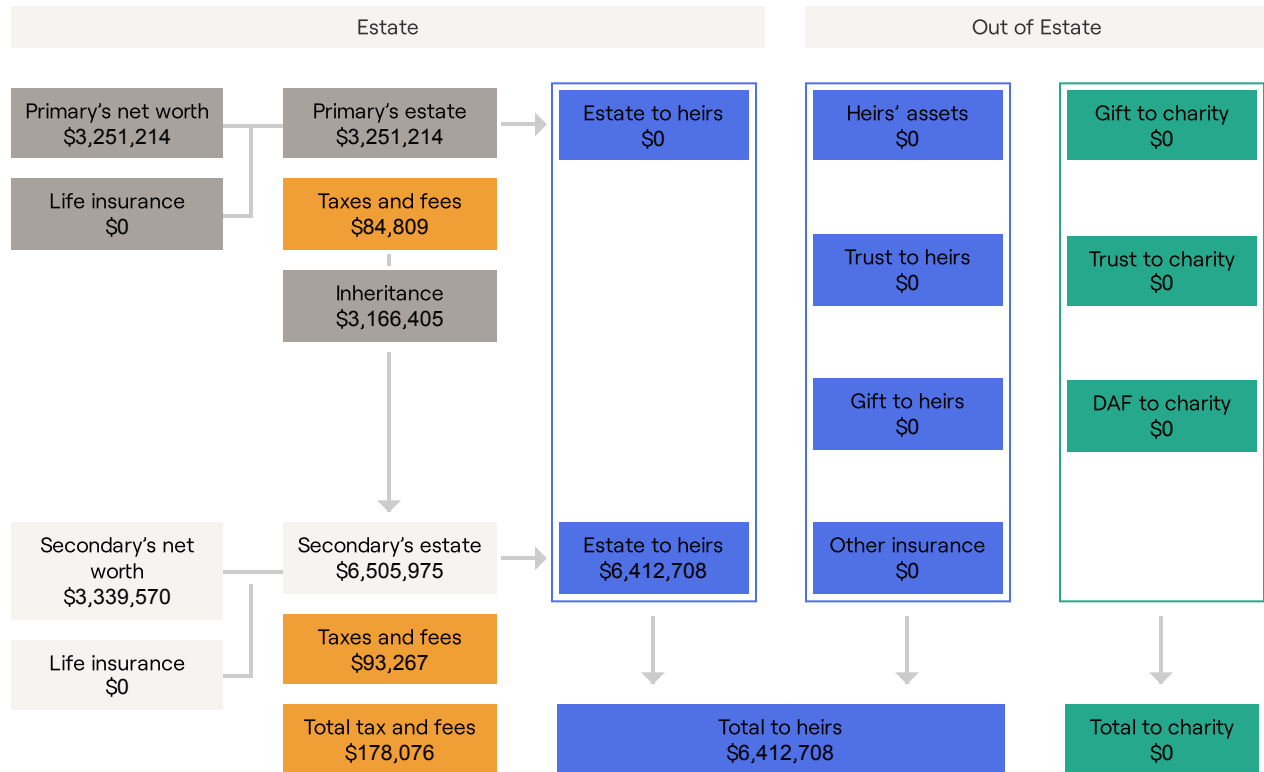 Estate
Out of Estate
Primary’s net worth
$3,251,214
Primary’s estate
$3,251,214
Estate to heirs
$0
Heirs’ assets
$0
Gift to charity
$0
Life insurance
$0
Taxes and fees
$84,809
Trust to heirs
$0
Trust to charity
$0
Inheritance
$3,166,405
Gift to heirs
$0
DAF to charity
$0
Secondary’s net
worth
$3,339,570
Secondary’s estate
$6,505,975
Estate to heirs
$6,412,708
Other insurance
$0
Life insurance
$0
Taxes and fees
$93,267
Total tax and fees
$178,076
Total to heirs
$6,412,708
Total to charity
$0